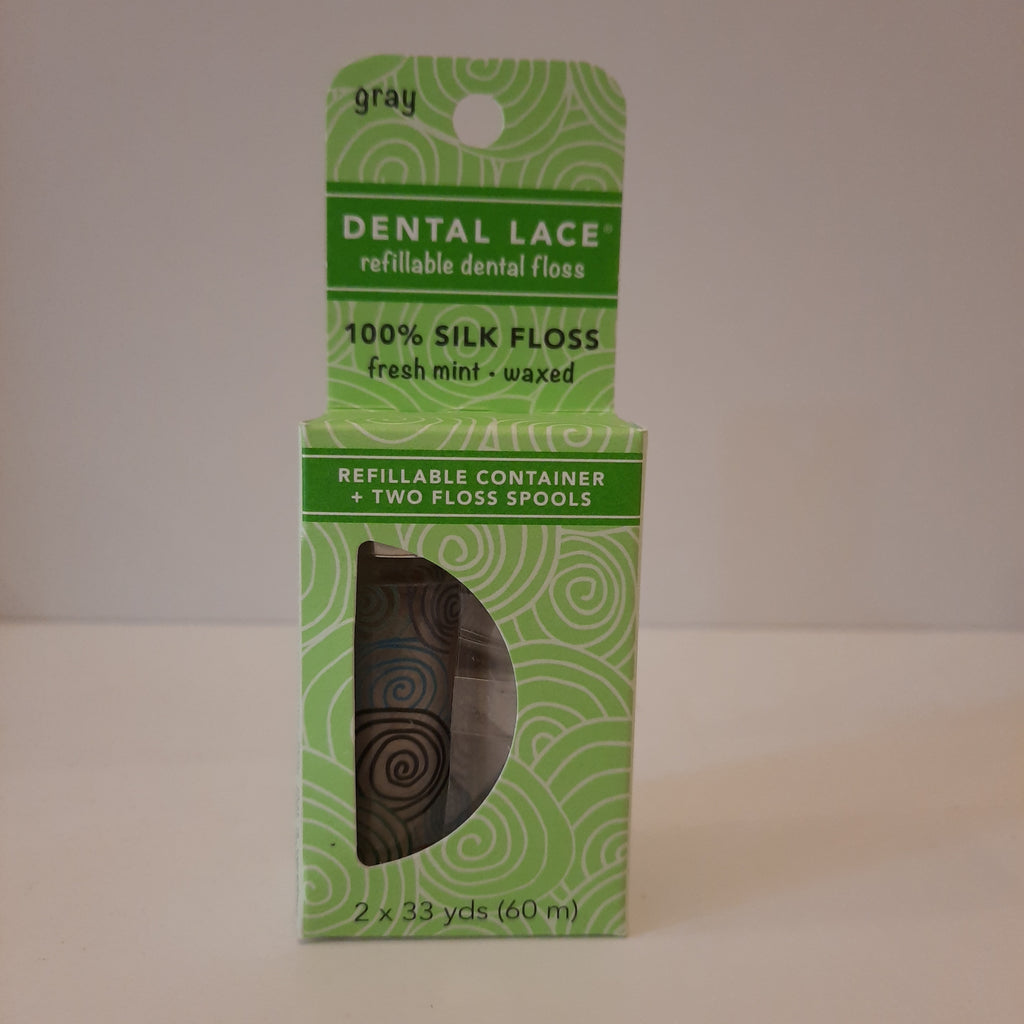 gray
DENTAL LACE®
refillable dental floss
100% SILK FLOSS
fresh mint • waxed
REFILLABLE CONTAINER
+ TWO FLOSS SPOOLS
2 x 33 yds (60 m)